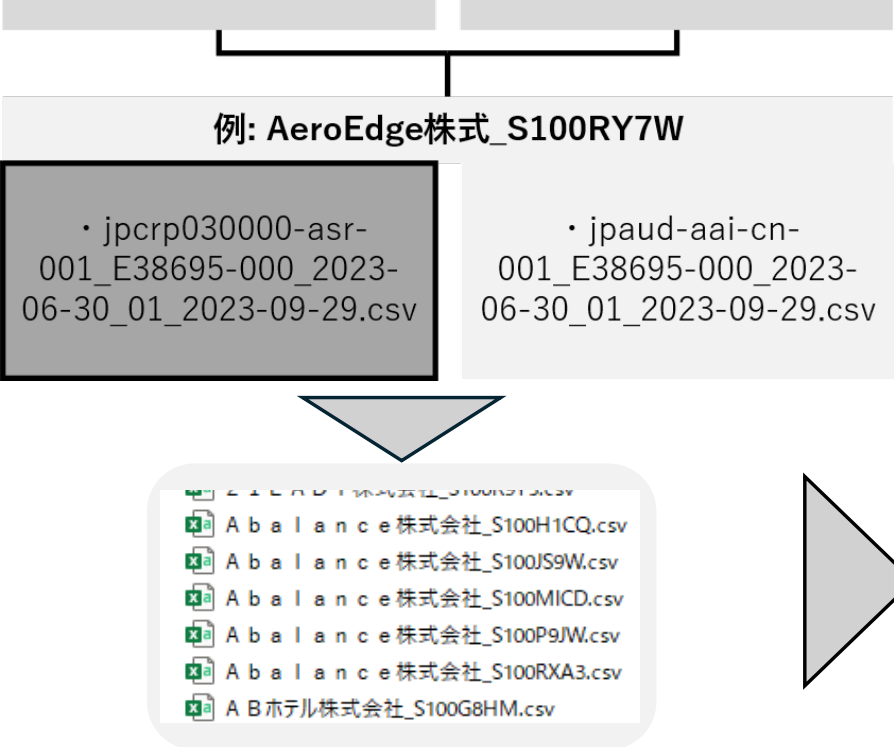 例: AeroEdge株式_S100RY7W
・jpcrp030000-asr-
001_E38695-000_2023-
06-30_01_2023-09-29.csv
・jpaud-aai-cn-
001_E38695-000_2023-
06-30_01_2023-09-29.csv
Ａｂａｌａｎｃｅ株式会社_S100H1CQ.csv
Ａｂａｌａｎｃｅ株式会社_S100JS9W.csv
Ａｂａｌａｎｃｅ株式会社_S100MICD.csv
Ａｂａｌａｎｃｅ株式会社_S100P9JW.csv
Ａｂａｌａｎｃｅ株式会社_S100RXA3.csv
ＡＢホテル株式会社_S100G8HM.csv